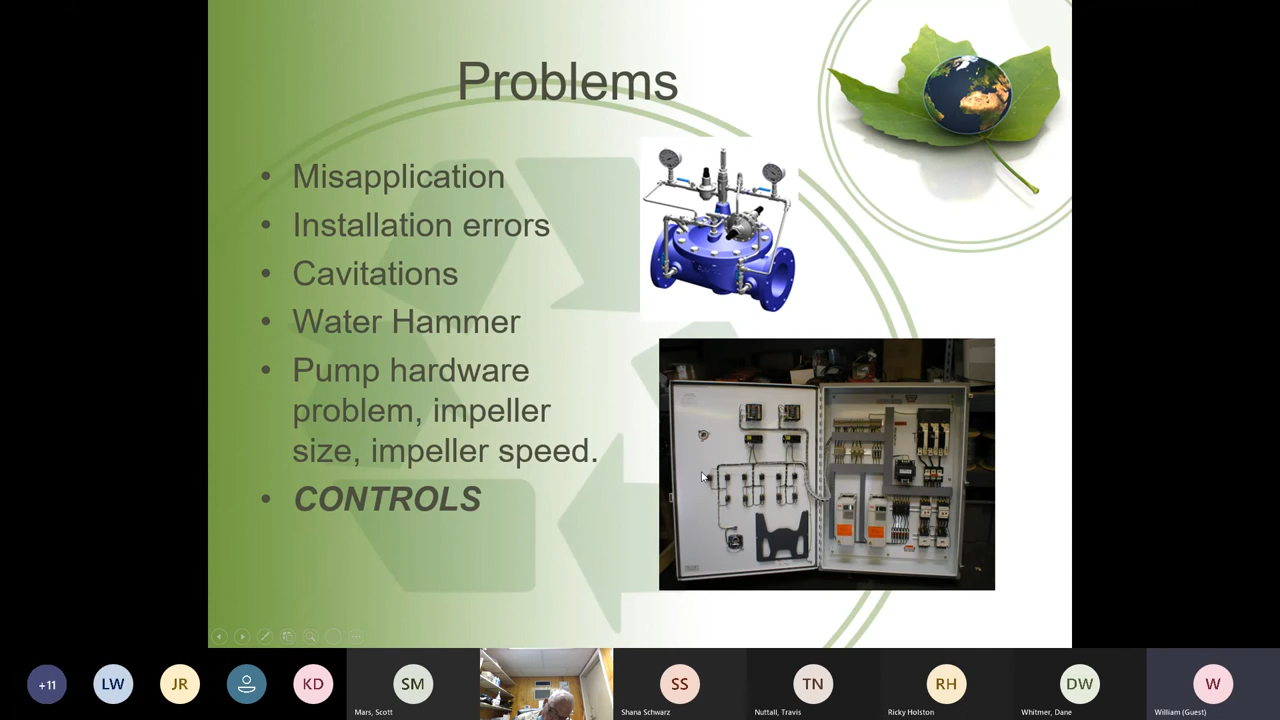 Problems
• Misapplication
• Installation errors
• Cavitations
• Water Hammer
• Pump hardware
problem, impeller
size, impeller speed.
• CONTROLS
+11
LW
JR
KD
SM
SS
TN
RH
DW
W
Mars, Scott
Shana Schwarz
Nuttall, Travis
Ricky Holston
Whitmer, Dane
William (Guest)